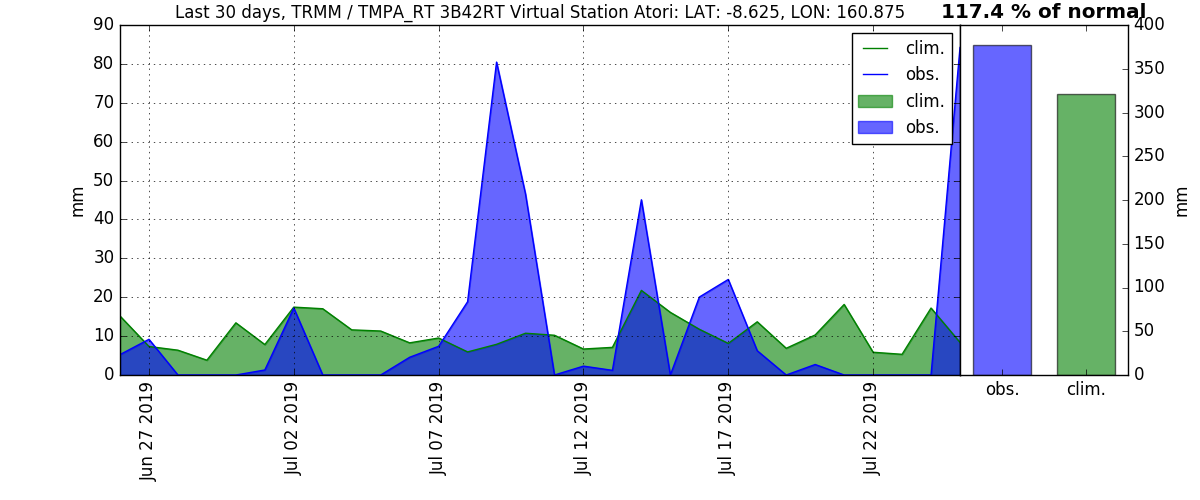 Last 30 days, TRMM / TMPA_RT 3B42RT Virtual Station Atori: LAT: -8.625, LON: 160.875
117.4 % of normal
90
80
70
60
50
40
30
20
10
0
mm
clim.
obs.
clim.
obs.
400
350
300
250
200
150
100
50
0
mm
Jun 27 2019
Jul 02 2019
Jul 07 2019
Jul 12 2019
Jul 17 2019
Jul 22 2019
obs.
clim.